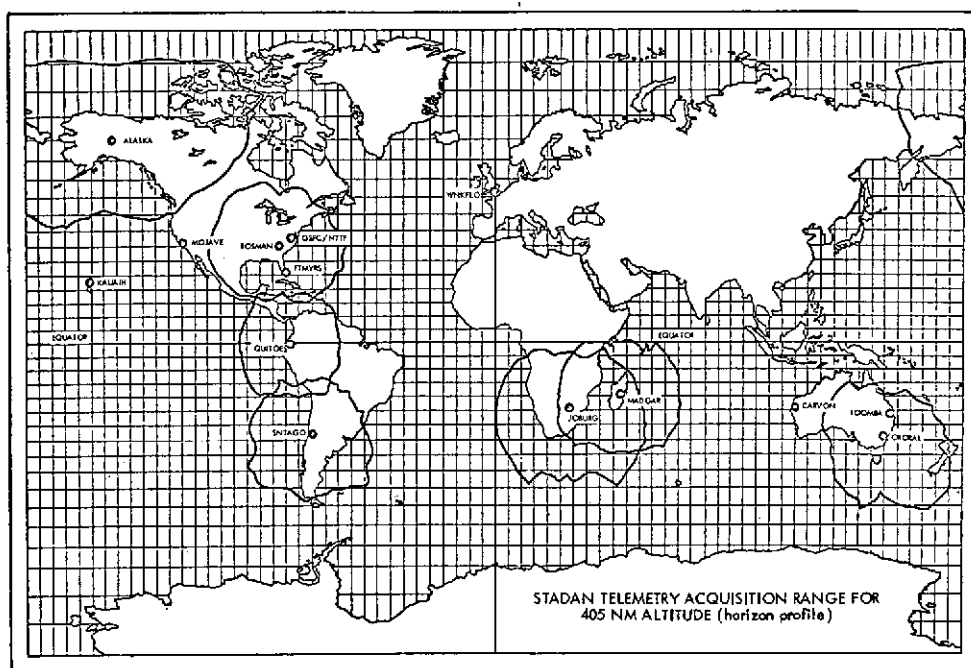 ALASKA
WNKFLD
MOJAVE
ROSMAN
GSFC/NTTF
FTMYRS
KAUAIH
EQUATOR
EQUATOR
QUITOE
MADGAR
JOBURG
CARVON
TOOMBA
SNTAGO
ORORAL
STADAN TELEMETRY ACQUISITION RANGE FOR
405 NM ALTITUDE (horizon profile)